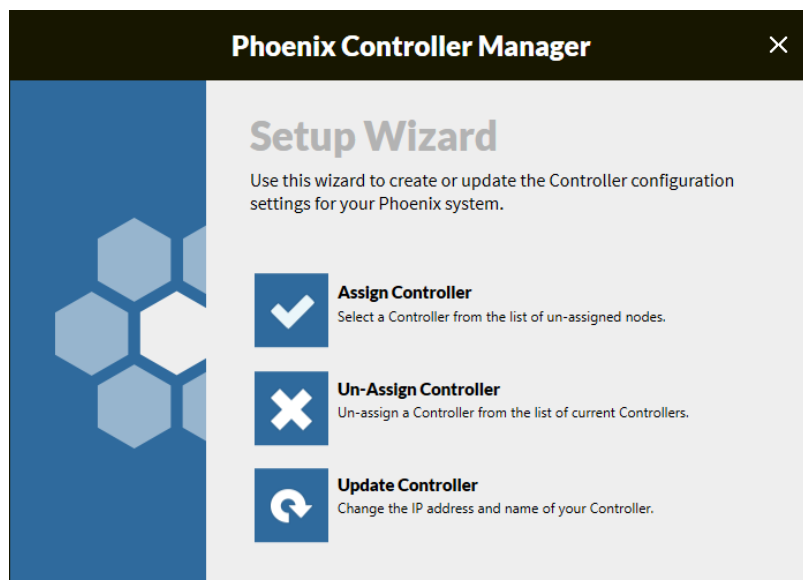 Phoenix Controller Manager
Setup Wizard
Use this wizard to create or update the Controller configuration
settings for your Phoenix system.
Assign Controller
Select a Controller from the list of un-assigned nodes.
Un-Assign Controller
Un-assign a Controller from the list of current Controllers.
Update Controller
Change the IP address and name of your Controller.